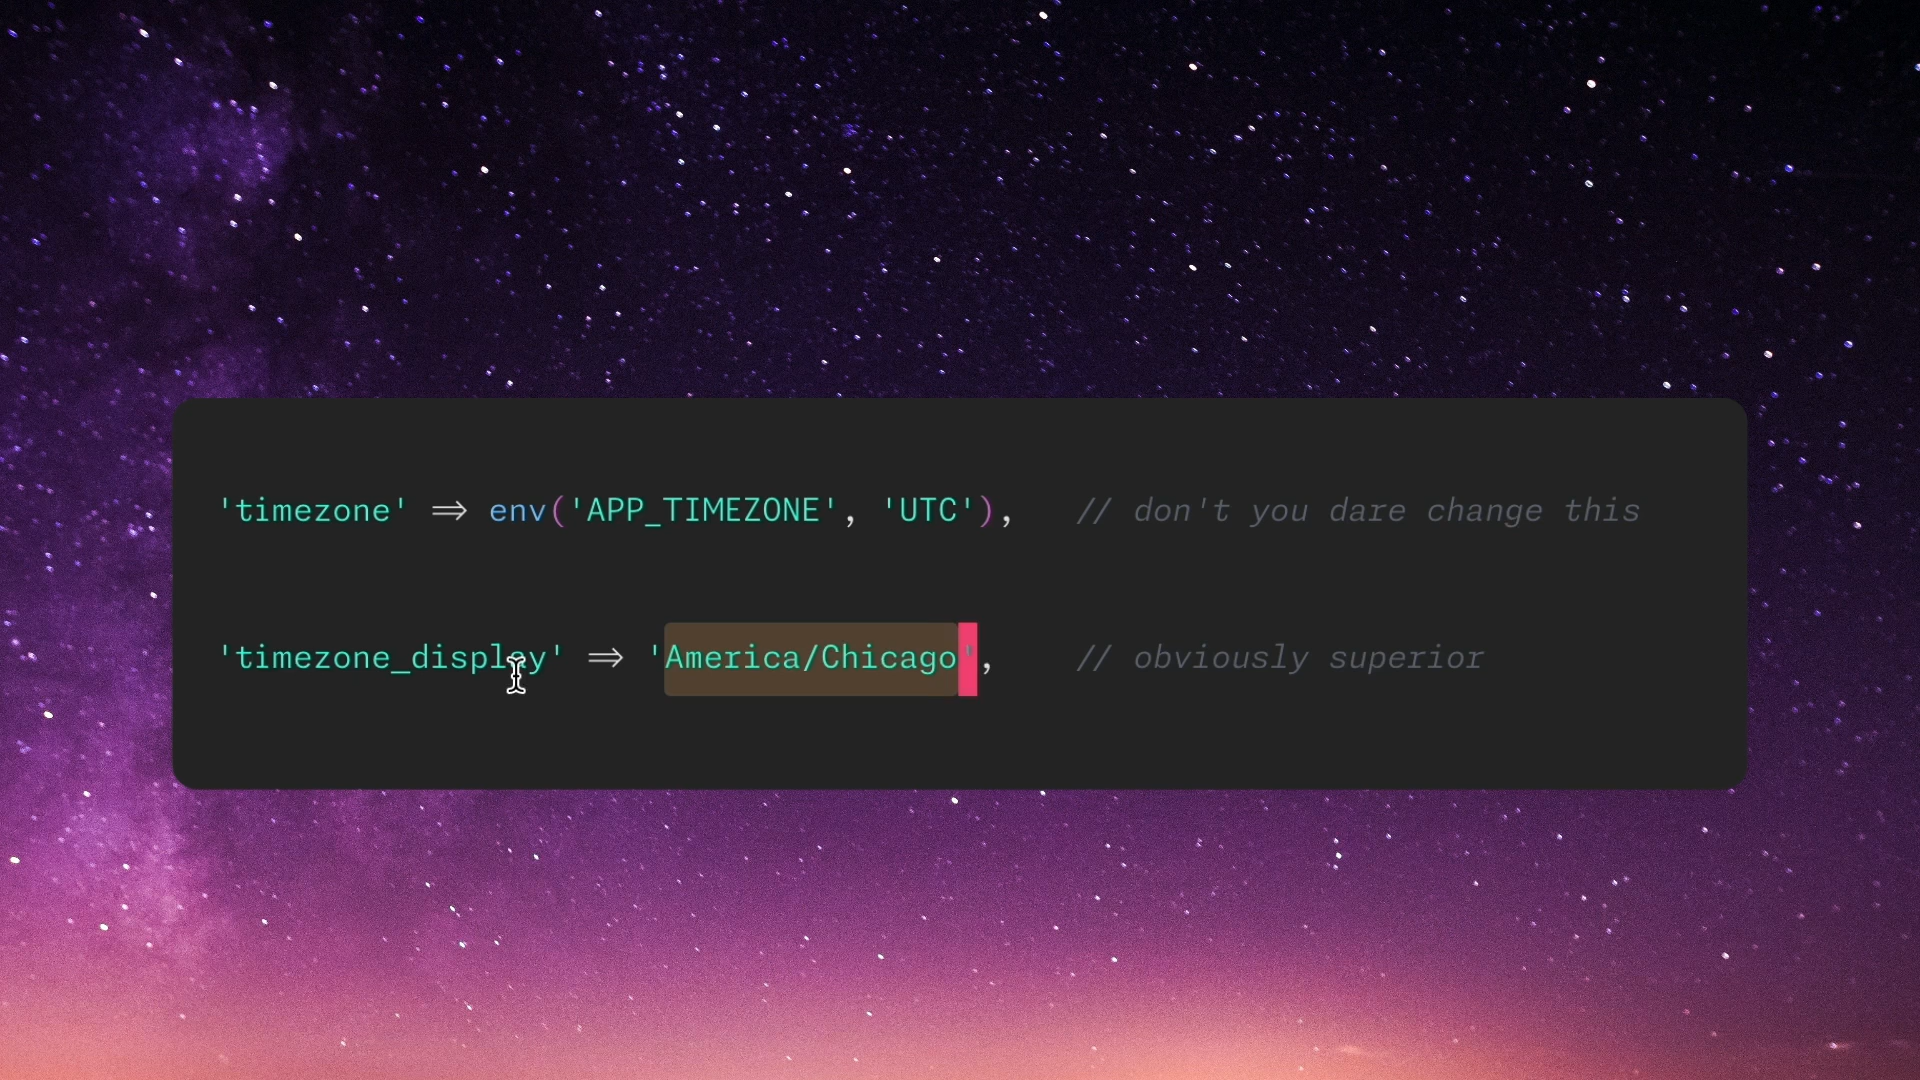 'timezone' => env('APP_TIMEZONE', 'UTC'),   // don't you dare change this
'timezone_display' => 'America/Chicago',    // obviously superior